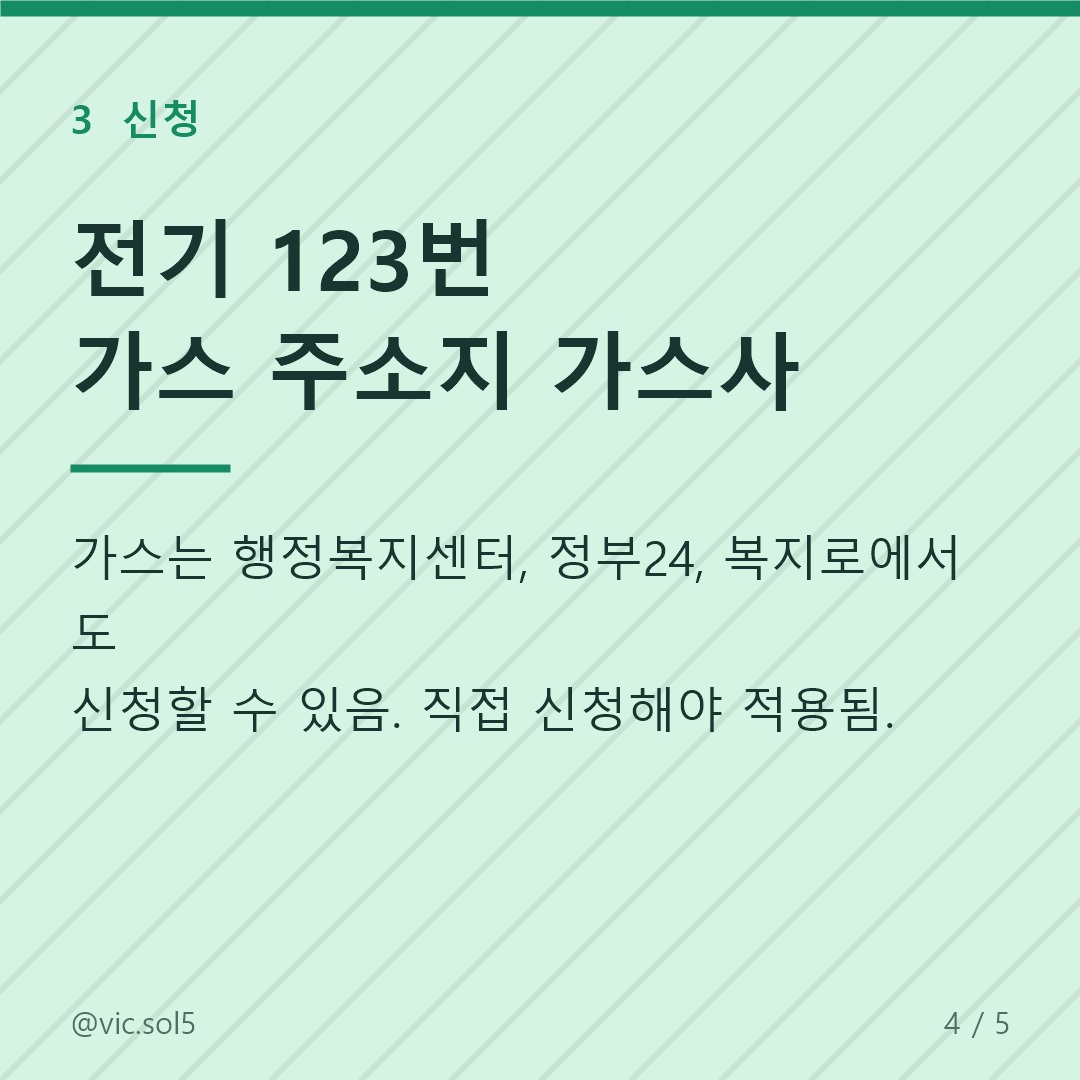 3 신청
전기 123번
가스 주소지 가스사
가스는 행정복지센터, 정부24, 복지로에서
도
신청할 수 있음. 직접 신청해야 적용됨.
@vic.sol5
4 / 5